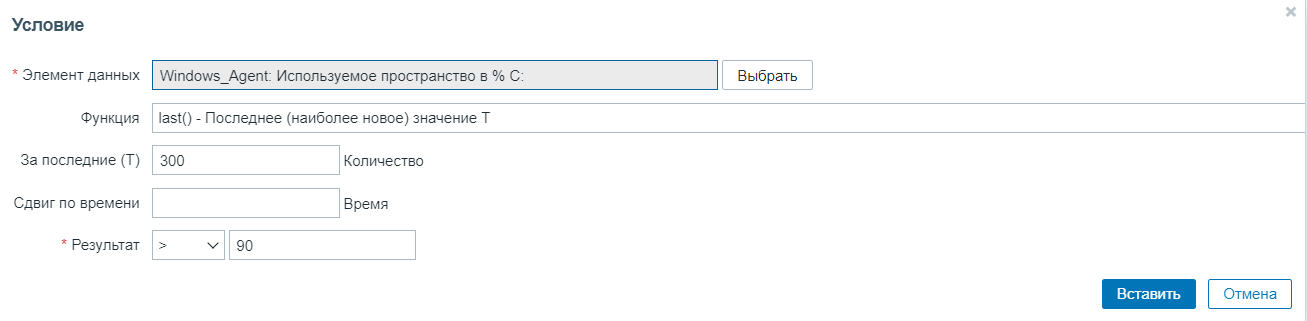 Условие
* Элемент данных Windows_Agent: Используемое пространство в % C: Выбрать
Функция last() - Последнее (наиболее новое) значение T
За последние (T) 300 Количество
Сдвиг по времени Время
* Результат > 90
Вставить Отмена